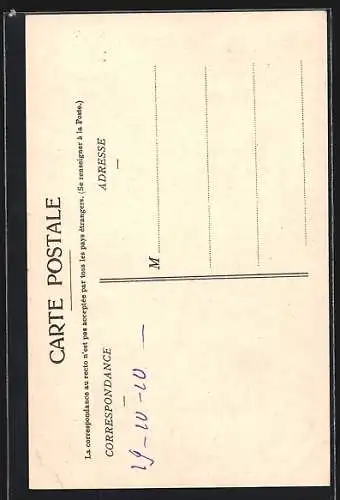 CARTE POSTALE
La correspondance au recto n'est pas acceptée par tous les pays étrangers. (Se renseigner à la Poste.)
CORRESPONDANCE
ADRESSE
19-10-10
M